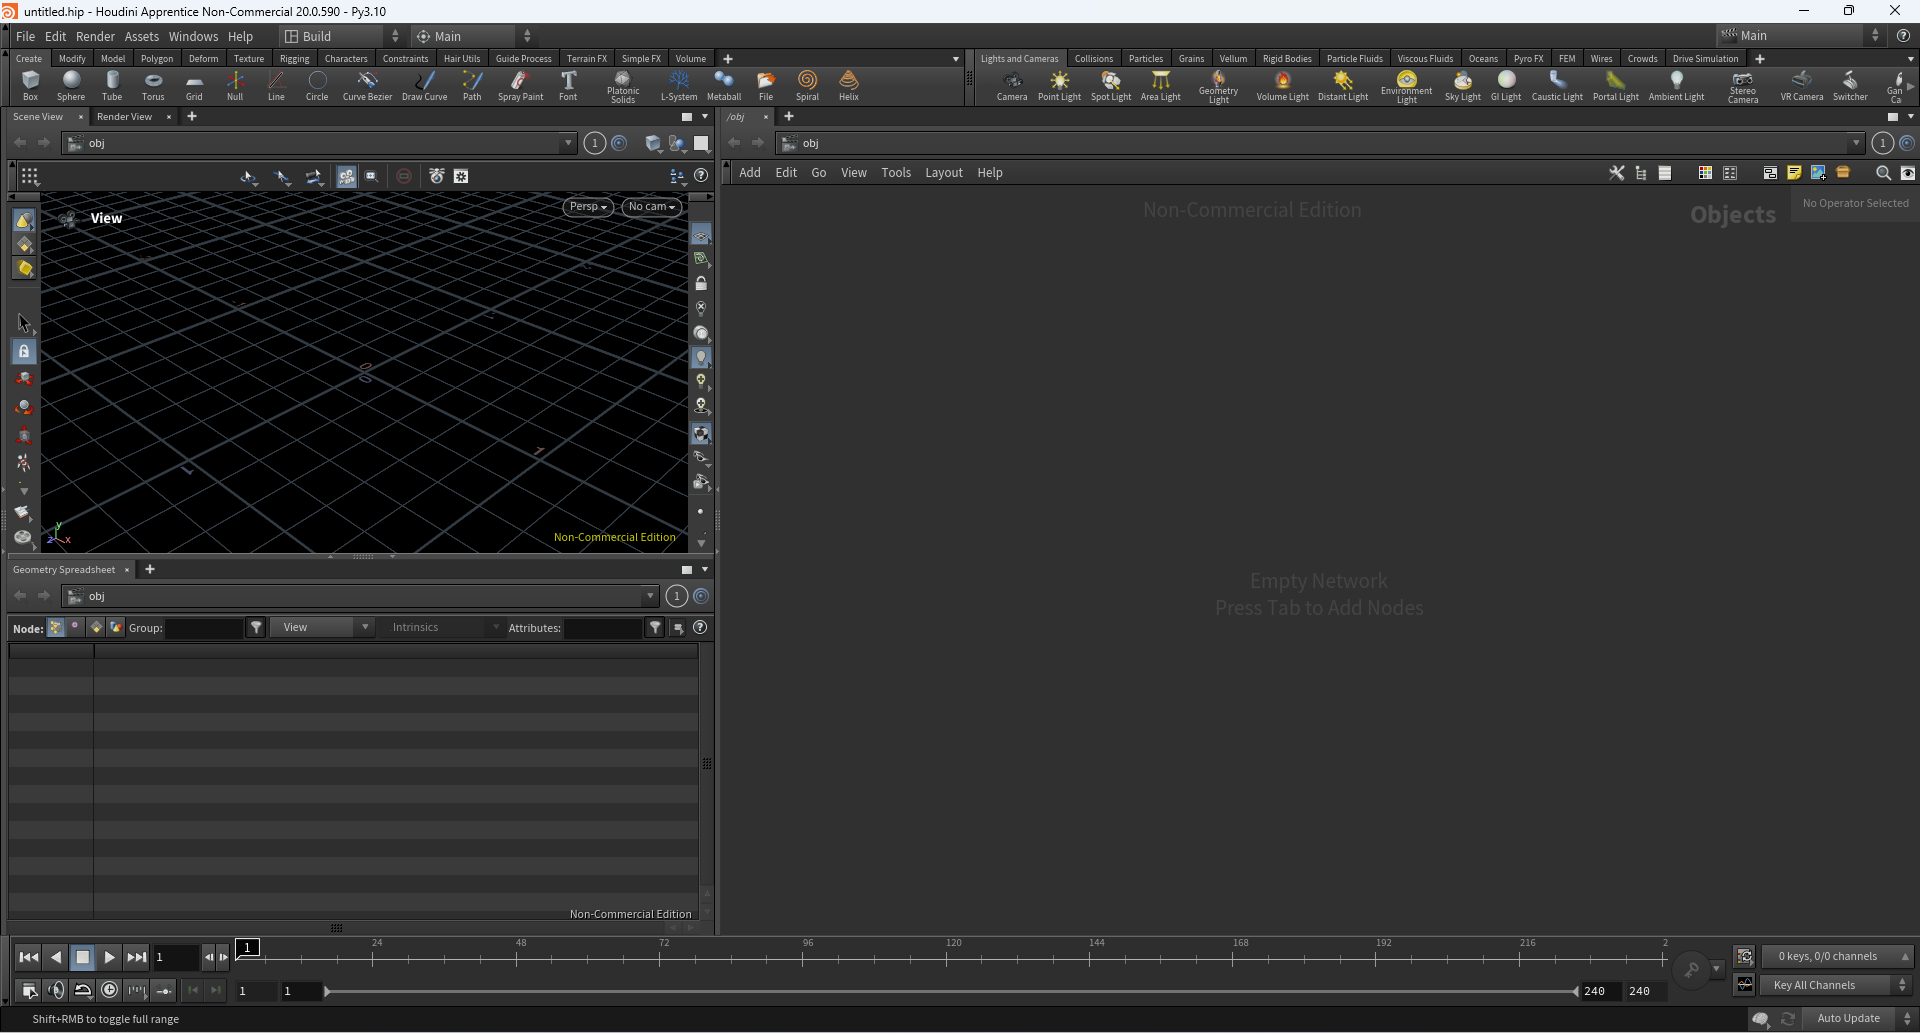 untitled.hip - Houdini Apprentice Non-Commercial 20.0.590 - Py3.10
File Edit Render Assets Windows Help Build Main Main
Create Modify Model Polygon Deform Texture Rigging Characters Constraints Hair Utils Guide Process Terrain FX Simple FX Volume
Lights and Cameras Collisions Particles Grains Vellum Rigid Bodies Particle Fluids Viscous Fluids Oceans Pyro FX FEM Wires Crowds Drive Simulation
Box Sphere Tube Torus Grid Null Line Circle Curve Bezier Draw Curve Path Spray Paint Font Platonic Solids L-System Metaball File Spiral Helix
Camera Point Light Spot Light Area Light Geometry Light Volume Light Distant Light Environment Light Sky Light GI Light Caustic Light Portal Light Ambient Light Stereo Camera VR Camera Switcher Gan Ca
Scene View Render View
/obj
obj 1
obj 1
Add Edit Go View Tools Layout Help
View Persp No cam
Non-Commercial Edition
Objects
No Operator Selected
0
0
1
1
y
z x
Non-Commercial Edition
Empty Network
Press Tab to Add Nodes
Geometry Spreadsheet
obj 1
Node: Group: View Intrinsics Attributes:
Non-Commercial Edition
1 1 24 48 72 96 120 144 168 192 216 2
0 keys, 0/0 channels
1 1 240 240
Key All Channels
Shift+RMB to toggle full range
Auto Update